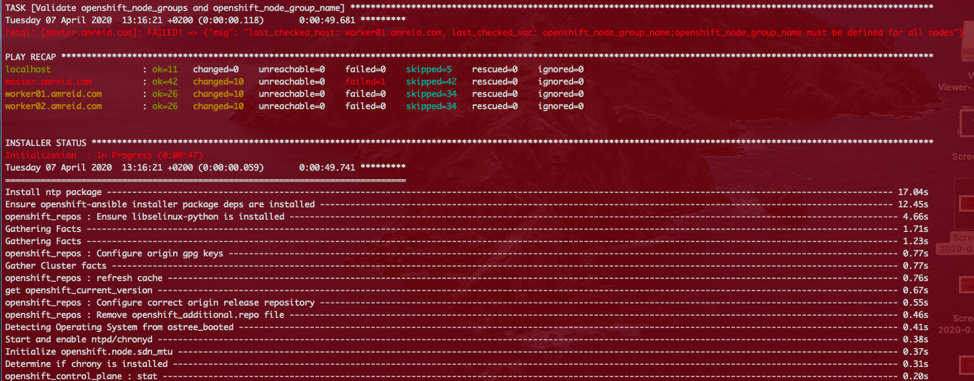 TASK [Validate openshift_node_groups and openshift_node_group_name] ****************************************************************************************************
Tuesday 07 April 2020  13:16:21 +0200 (0:00:00.118)       0:00:49.681 *********
fatal: [master.amreid.com]: FAILED! => {"msg": "last_checked_host: worker01.amreid.com, last_checked_var: openshift_node_group_name;openshift_node_group_name must be defined for all nodes"}
PLAY RECAP *************************************************************************************************************************************************************
localhost                  : ok=11   changed=0    unreachable=0    failed=0    skipped=5    rescued=0    ignored=0
master.amreid.com          : ok=42   changed=10   unreachable=0    failed=1    skipped=42   rescued=0    ignored=0
worker01.amreid.com        : ok=26   changed=10   unreachable=0    failed=0    skipped=34   rescued=0    ignored=0
worker02.amreid.com        : ok=26   changed=10   unreachable=0    failed=0    skipped=34   rescued=0    ignored=0
INSTALLER STATUS *******************************************************************************************************************************************************
Initialization  : In Progress (0:00:47)
Tuesday 07 April 2020  13:16:21 +0200 (0:00:00.059)       0:00:49.741 *********
===============================================================================
Install ntp package ------------------------------------------------------------ 17.04s
Ensure openshift-ansible installer package deps are installed ------------------ 12.45s
openshift_repos : Ensure libselinux-python is installed ------------------------ 4.66s
Gathering Facts ---------------------------------------------------------------- 1.71s
Gathering Facts ---------------------------------------------------------------- 1.23s
openshift_repos : Configure origin gpg keys ------------------------------------ 0.77s
Gather Cluster facts ----------------------------------------------------------- 0.77s
openshift_repos : refresh cache ------------------------------------------------ 0.76s
get openshift_current_version -------------------------------------------------- 0.67s
openshift_repos : Configure correct origin release repository ------------------ 0.55s
openshift_repos : Remove openshift_additional.repo file ------------------------ 0.46s
Detecting Operating System from ostree_booted ---------------------------------- 0.41s
Start and enable ntpd/chronyd -------------------------------------------------- 0.38s
Initialize openshift.node.sdn_mtu ---------------------------------------------- 0.37s
Determine if chrony is installed ----------------------------------------------- 0.31s
openshift_control_plane : stat ------------------------------------------------- 0.20s
Viewer-
Scre
Scre
2020-0
Scre
2020-0.